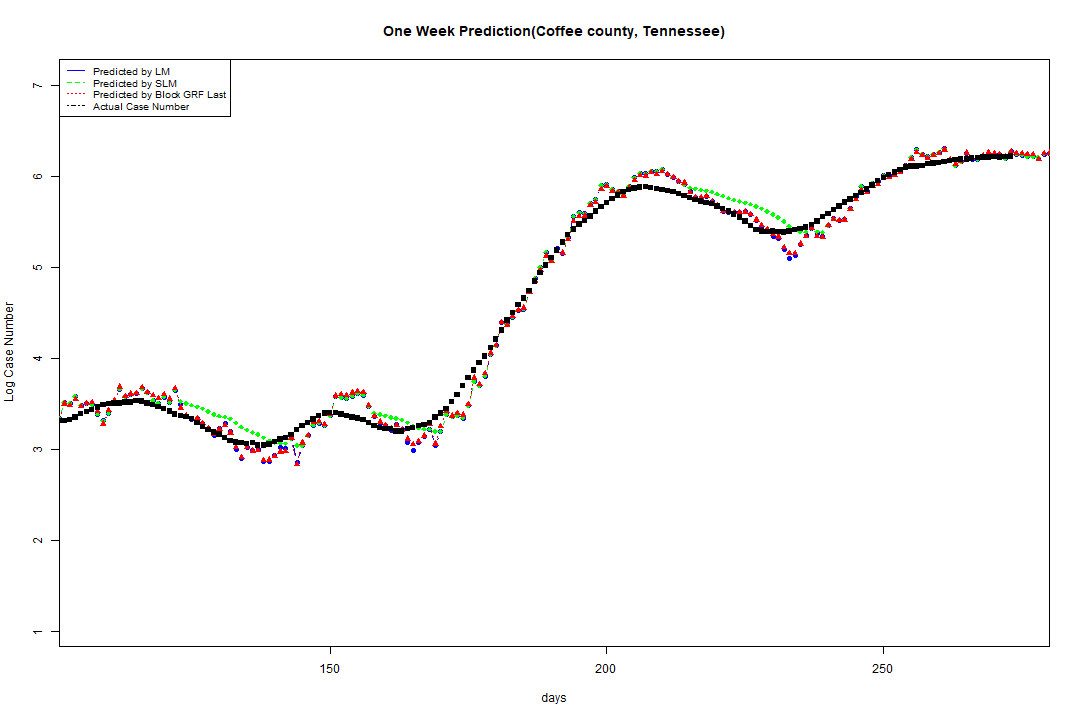 One Week Prediction(Coffee county, Tennessee)
Predicted by LM
Predicted by SLM
Predicted by Block GRF Last
Actual Case Number
7
6
5
4
3
2
1
Log Case Number
150
200
250
days